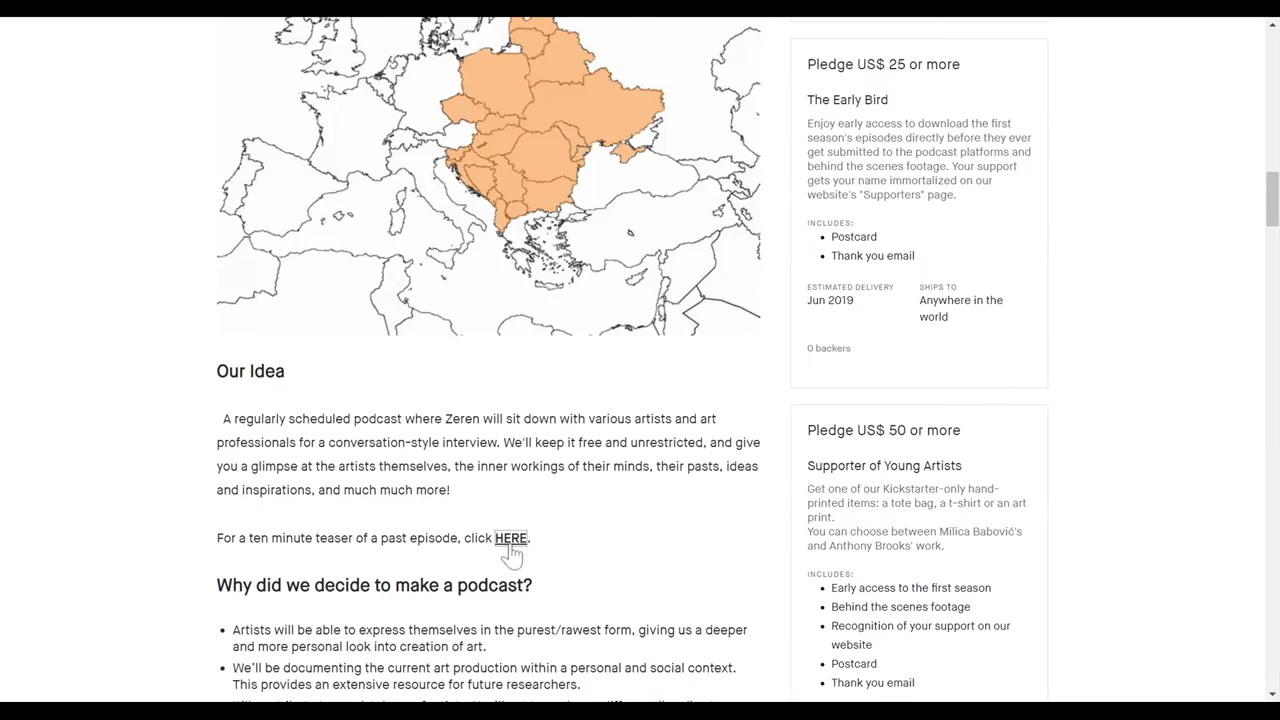 Our Idea
A regularly scheduled podcast where Zeren will sit down with various artists and art
professionals for a conversation-style interview. We'll keep it free and unrestricted, and give
you a glimpse at the artists themselves, the inner workings of their minds, their pasts, ideas
and inspirations, and much much more!
For a ten minute teaser of a past episode, click HERE.
Why did we decide to make a podcast?
• Artists will be able to express themselves in the purest/rawest form, giving us a deeper
and more personal look into creation of art.
• We'll be documenting the current art production within a personal and social context.
This provides an extensive resource for future researchers.
Pledge US$ 25 or more
The Early Bird
Enjoy early access to download the first
season's episodes directly before they ever
get submitted to the podcast platforms and
behind the scenes footage. Your support
gets your name immortalized on our
website's "Supporters" page.
INCLUDES:
• Postcard
• Thank you email
ESTIMATED DELIVERY
Jun 2019
SHIPS TO
Anywhere in the
world
0 backers
Pledge US$ 50 or more
Supporter of Young Artists
Get one of our Kickstarter-only hand-
printed items: a tote bag, a t-shirt or an art
print.
You can choose between Milica Babović's
and Anthony Brooks' work.
INCLUDES:
• Early access to the first season
• Behind the scenes footage
• Recognition of your support on our
website
• Postcard
• Thank you email